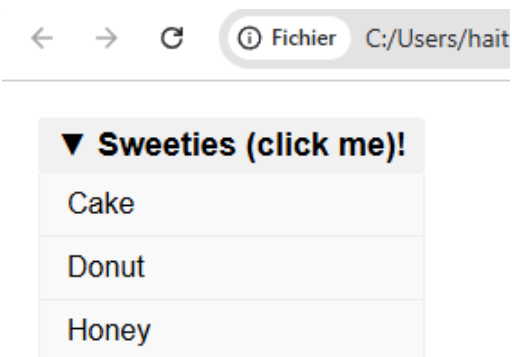 Fichier C:/Users/hait
▼ Sweeties (click me)!
Cake
Donut
Honey